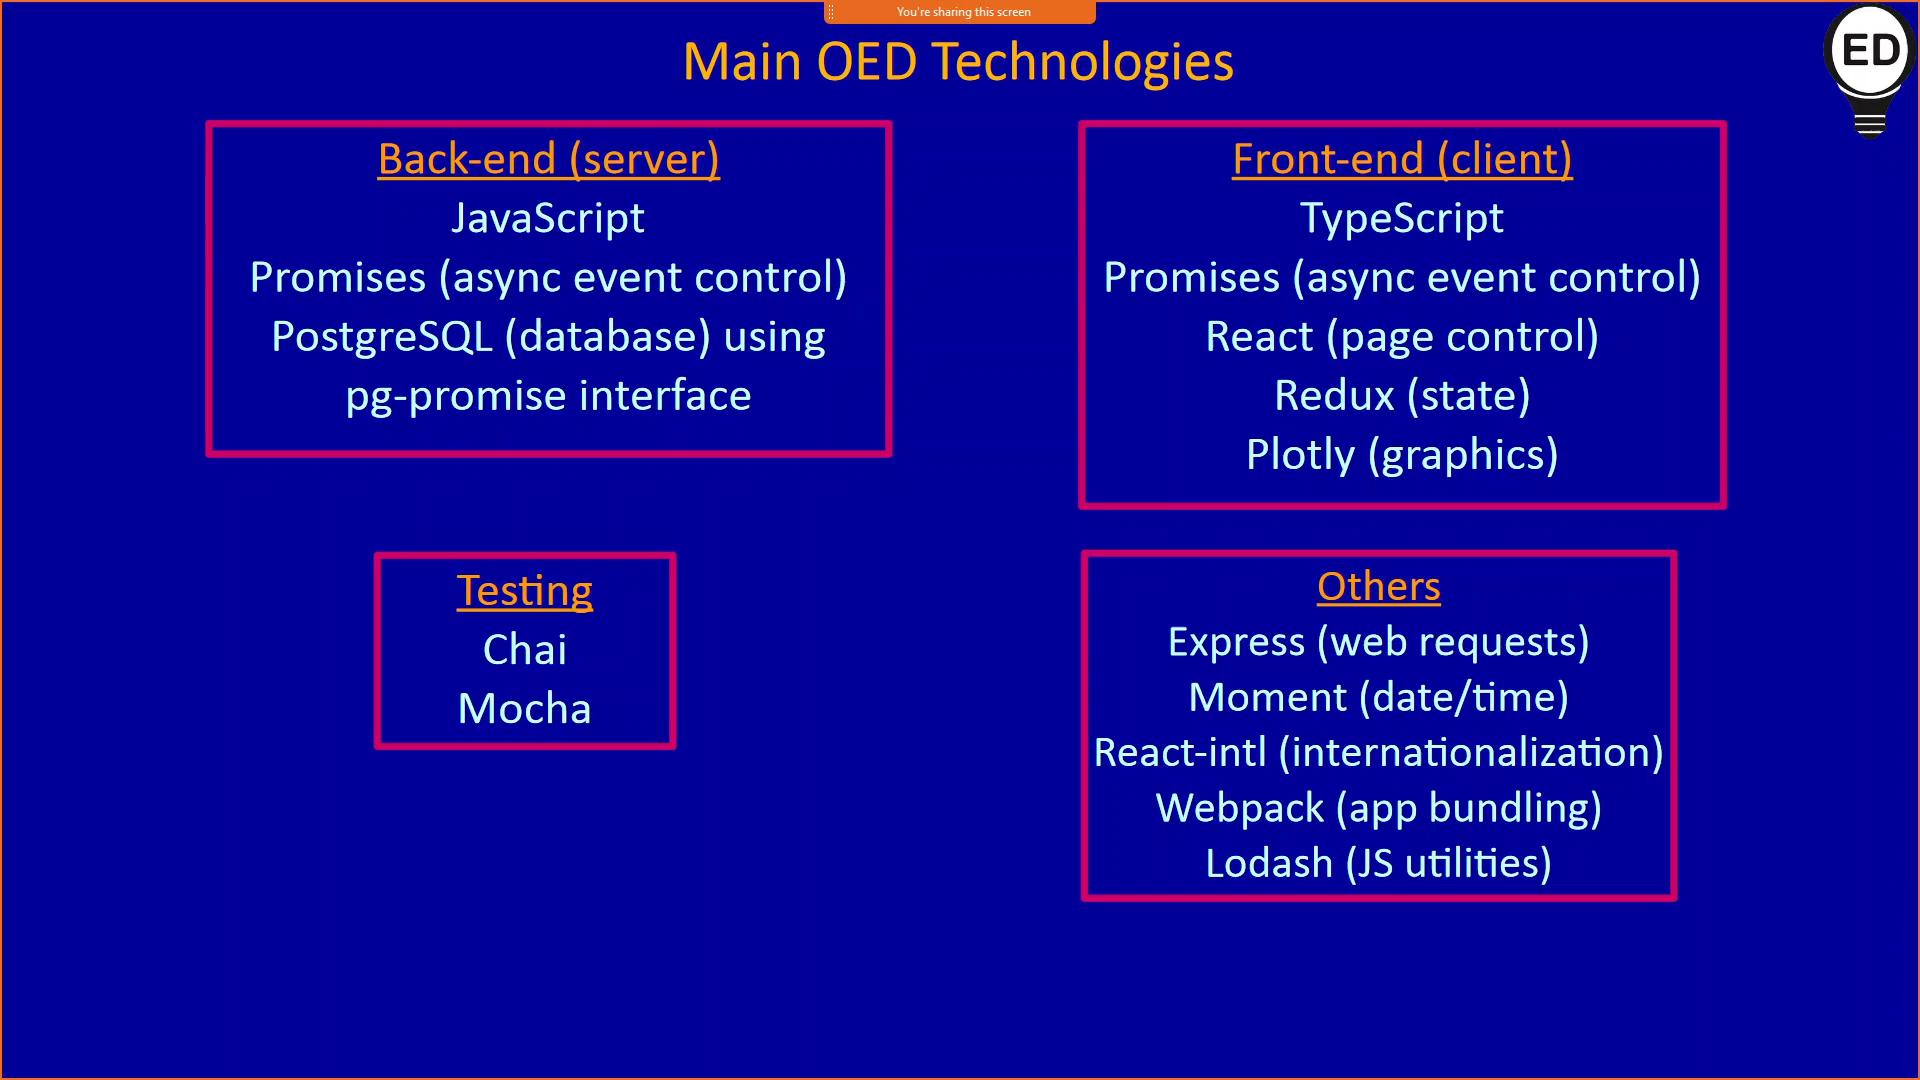 You're sharing this screen
Main OED Technologies
ED
Back-end (server)
JavaScript
Promises (async event control)
PostgreSQL (database) using
pg-promise interface
Front-end (client)
TypeScript
Promises (async event control)
React (page control)
Redux (state)
Plotly (graphics)
Testing
Chai
Mocha
Others
Express (web requests)
Moment (date/time)
React-intl (internationalization)
Webpack (app bundling)
Lodash (JS utilities)